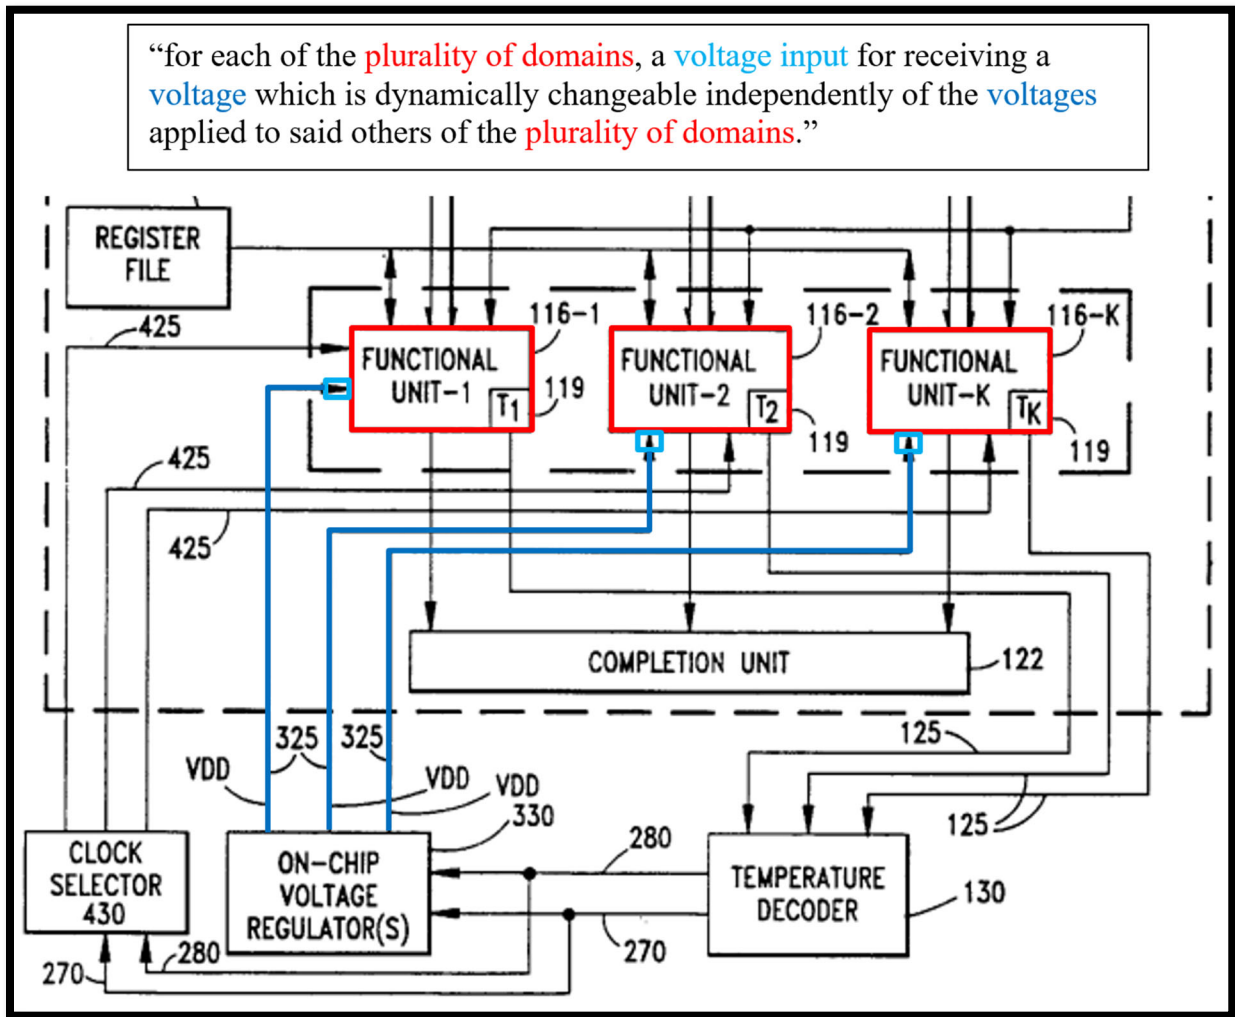 “for each of the plurality of domains, a voltage input for receiving a
voltage which is dynamically changeable independently of the voltages
applied to said others of the plurality of domains.”
REGISTER
FILE
425
116-1
116-2
116-K
FUNCTIONAL
UNIT-1
T1
119
FUNCTIONAL
UNIT-2
T2
119
FUNCTIONAL
UNIT-K
TK
119
425
425
COMPLETION UNIT
122
325
325
125
VDD
VDD
VDD
330
125
CLOCK
SELECTOR
430
ON-CHIP
VOLTAGE
REGULATOR(S)
280
TEMPERATURE
DECODER
130
270
280
270